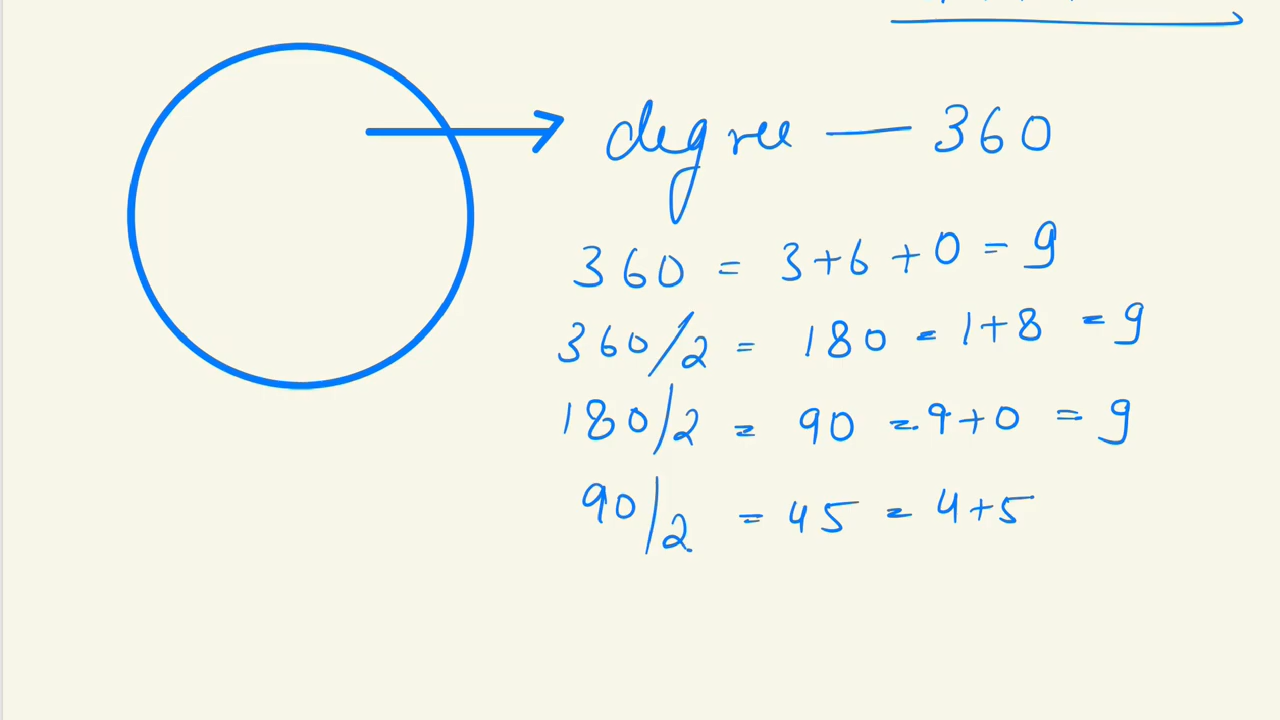 degree — 360
360 = 3+6+0 = 9
360/2 = 180 = 1+8 = 9
180/2 = 90 = 9+0 = 9
90/2 = 45 = 4+5